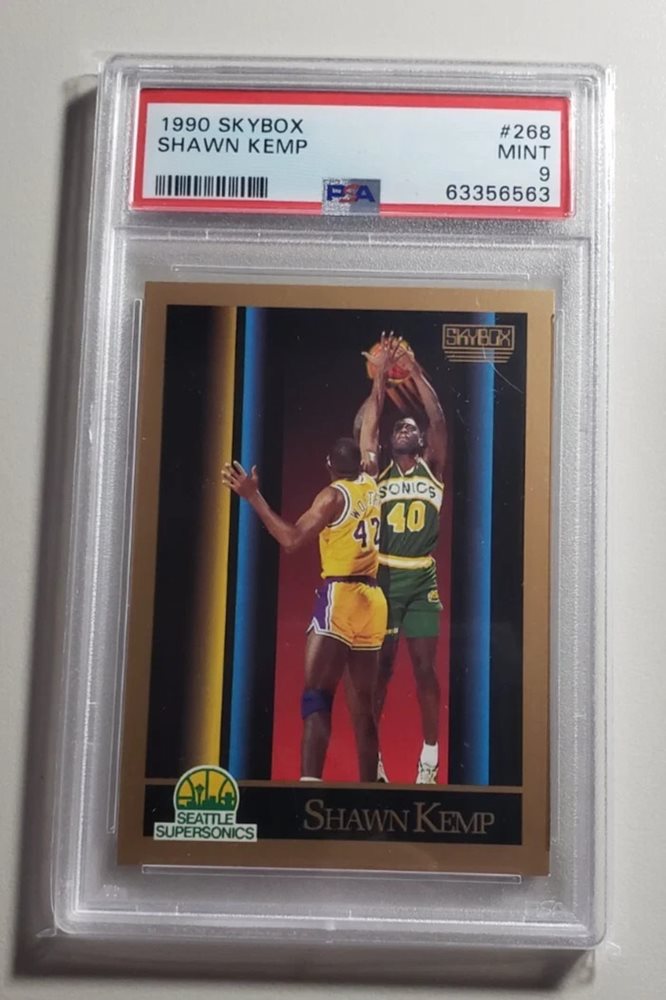 1990 SKYBOX #268
SHAWN KEMP MINT
9
PSA 63356563
SKYBOX
SONICS
40
42
SEATTLE
SUPERSONICS
SHAWN KEMP